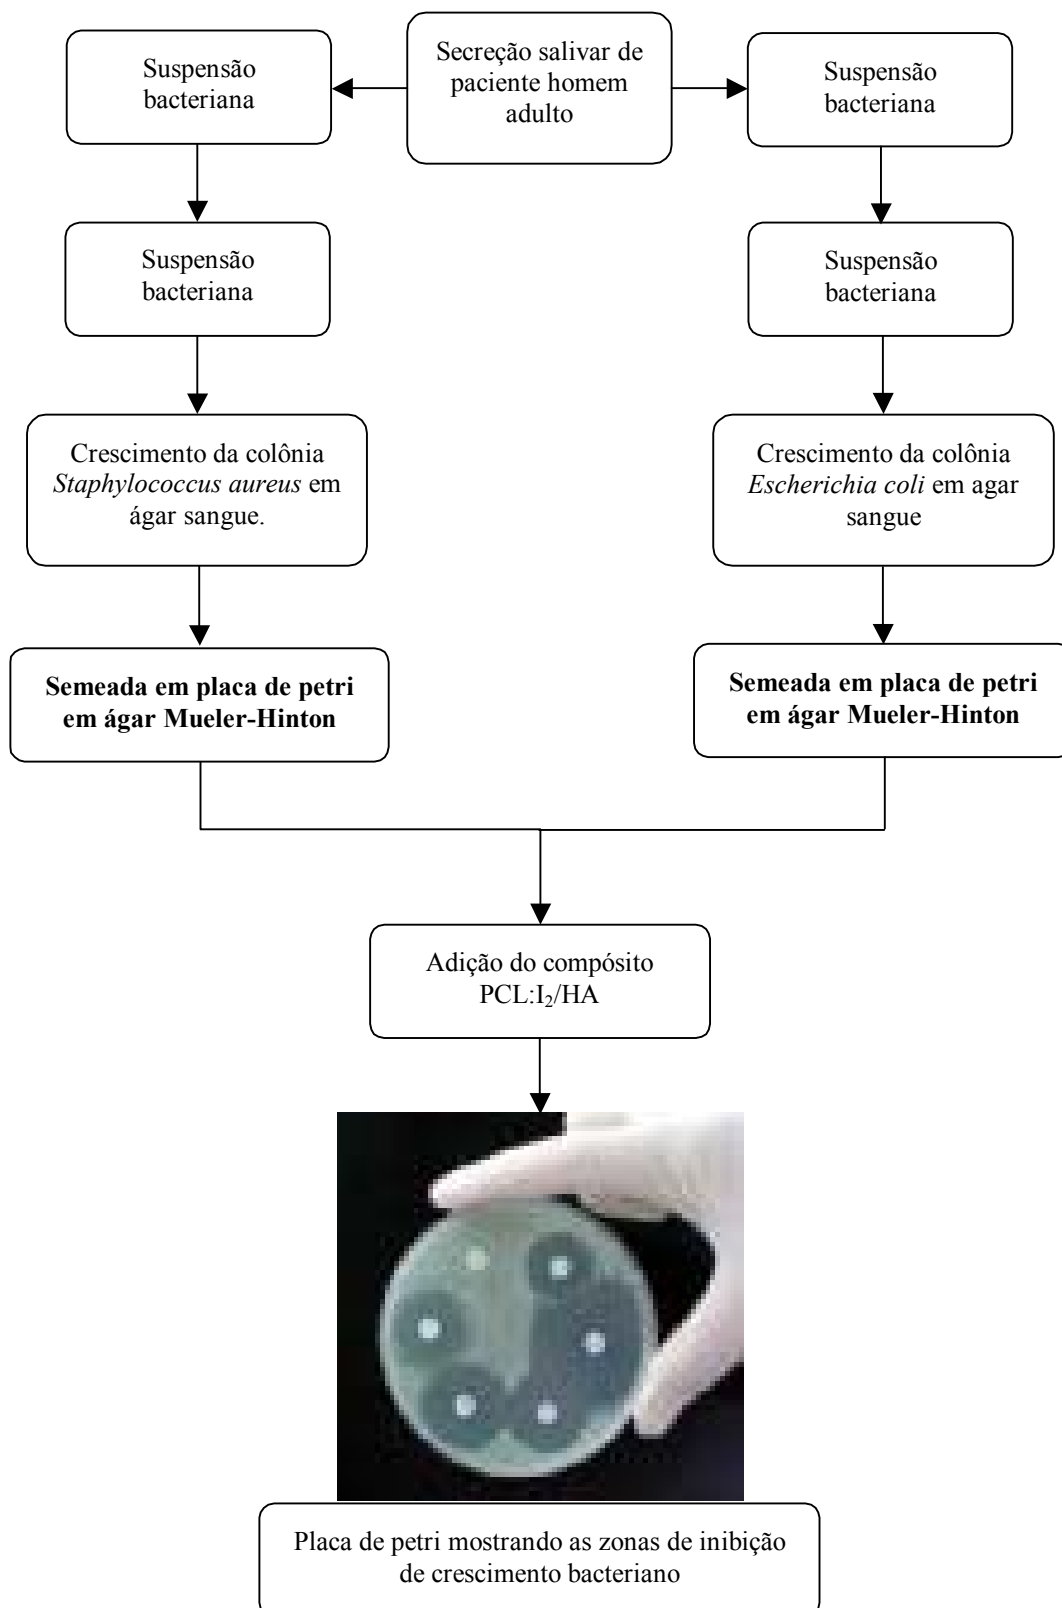 Secreção salivar de
paciente homem
adulto
Suspensão
bacteriana
Suspensão
bacteriana
Suspensão
bacteriana
Suspensão
bacteriana
Crescimento da colônia
Staphylococcus aureus em
ágar sangue.
Crescimento da colônia
Escherichia coli em agar
sangue
Semeada em placa de petri
em ágar Mueler-Hinton
Semeada em placa de petri
em ágar Mueler-Hinton
Adição do compósito
PCL:I₂/HA
Placa de petri mostrando as zonas de inibição
de crescimento bacteriano